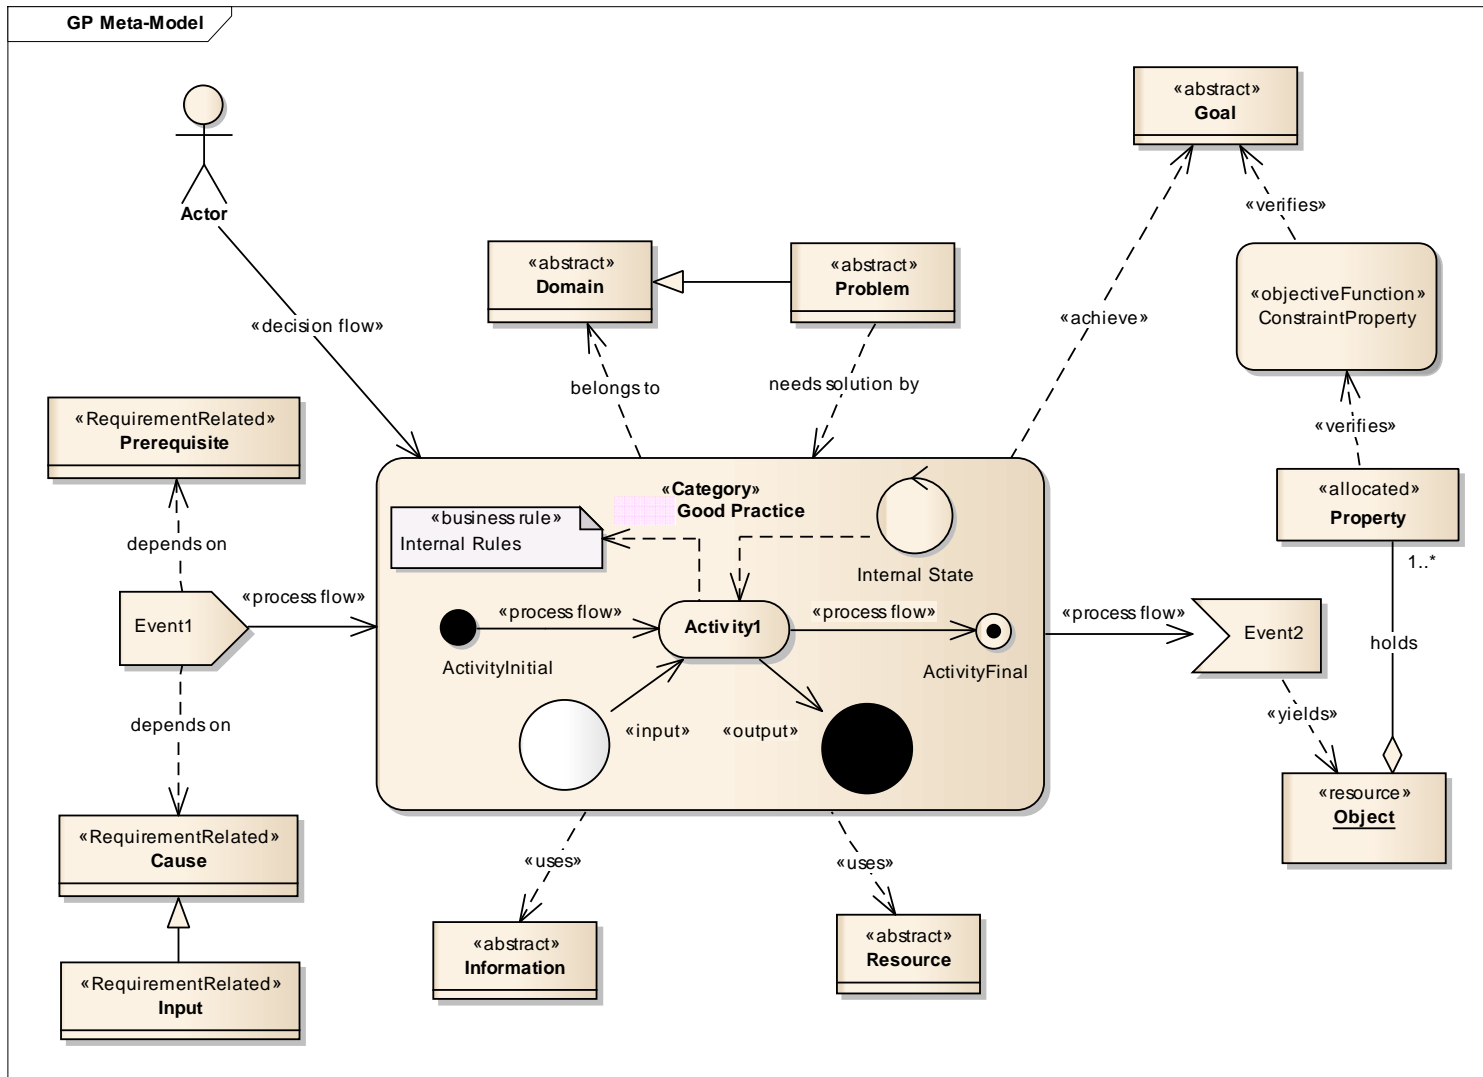 GP Meta-Model
«abstract»
Goal
Actor
«verifies»
«abstract»
Domain
«abstract»
Problem
«objectiveFunction»
ConstraintProperty
«decision flow»
«achieve»
belongs to
needs solution by
«RequirementRelated»
Prerequisite
«verifies»
«allocated»
Property
1..*
«Category»
Good Practice
«business rule»
Internal Rules
Internal State
depends on
«process flow»
Event1
«process flow»
Activity1
«process flow»
«process flow»
Event2
holds
ActivityInitial
ActivityFinal
depends on
«input»
«output»
«yields»
«resource»
Object
«RequirementRelated»
Cause
«uses»
«uses»
«abstract»
Information
«abstract»
Resource
«RequirementRelated»
Input